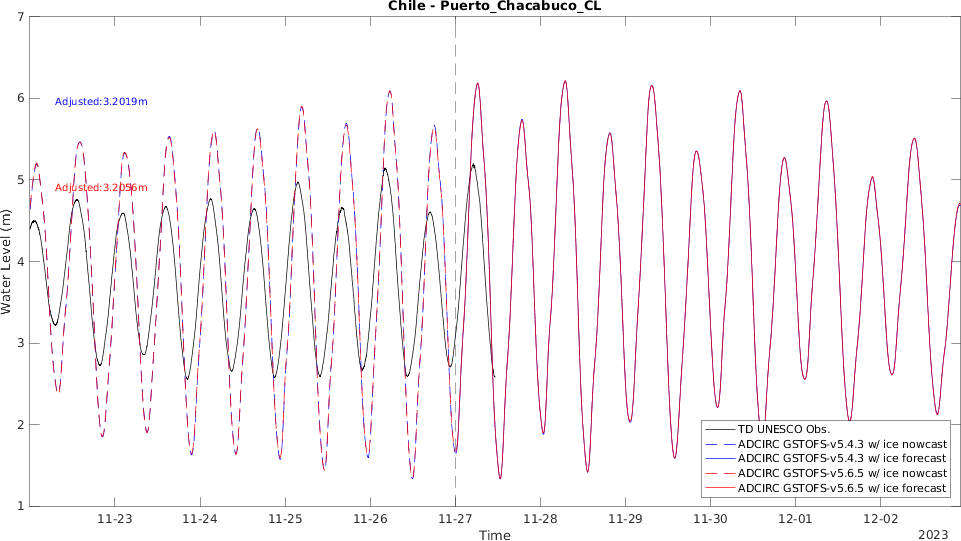 Chile - Puerto_Chacabuco_CL
7
6
5
4
3
2
1
Water Level (m)
Adjusted:3.2019m
Adjusted:3.2056m
TD UNESCO Obs.
ADCIRC GSTOFS-v5.4.3 w/ ice nowcast
ADCIRC GSTOFS-v5.4.3 w/ ice forecast
ADCIRC GSTOFS-v5.6.5 w/ ice nowcast
ADCIRC GSTOFS-v5.6.5 w/ ice forecast
11-23 11-24 11-25 11-26 11-27 11-28 11-29 11-30 12-01 12-02
Time
2023